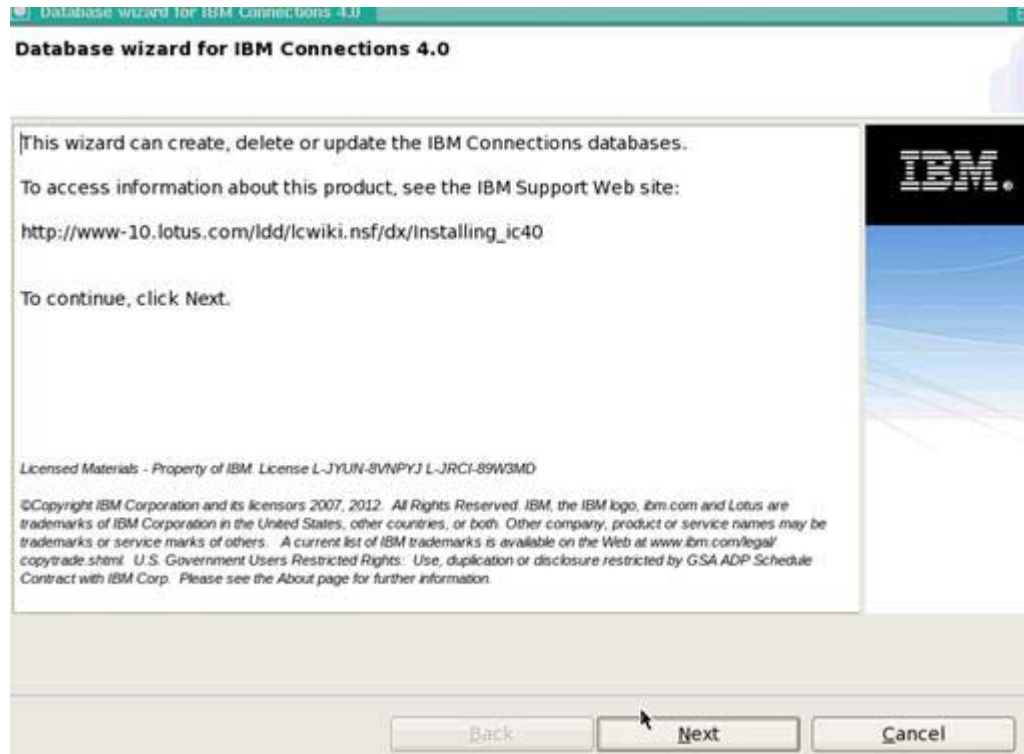 Database wizard for IBM Connections 4.0
Database wizard for IBM Connections 4.0
This wizard can create, delete or update the IBM Connections databases.
To access information about this product, see the IBM Support Web site:
http://www-10.lotus.com/ldd/lcwiki.nsf/dx/Installing_ic40
To continue, click Next.
IBM.
Licensed Materials - Property of IBM. License L-JYUN-8VNPYJ L-JRCI-89W3MD
©Copyright IBM Corporation and its licensors 2007, 2012. All Rights Reserved. IBM, the IBM logo, ibm.com and Lotus are
trademarks of IBM Corporation in the United States, other countries, or both. Other company, product or service names may be
trademarks or service marks of others. A current list of IBM trademarks is available on the Web at www.ibm.com/legal/
copytrade.shtml U.S. Government Users Restricted Rights: Use, duplication or disclosure restricted by GSA ADP Schedule
Contract with IBM Corp. Please see the About page for further information.
Back
Next
Cancel